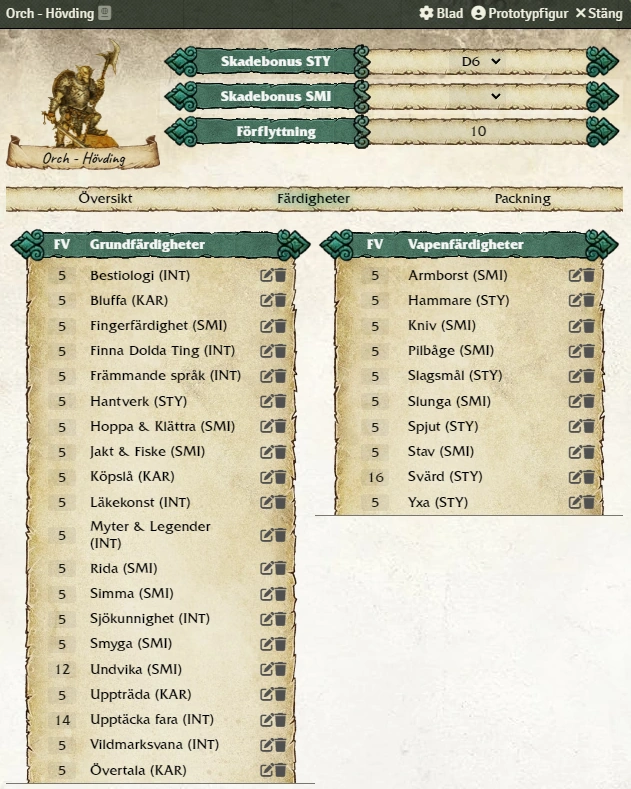 Orch - Hövding
Blad
Prototypfigur
Stäng
Skadebonus STY D6
Skadebonus SMI
Förflyttning 10
Orch - Hövding
Översikt Färdigheter Packning
FV Grundfärdigheter
5 Bestiologi (INT)
5 Bluffa (KAR)
5 Fingerfärdighet (SMI)
5 Finna Dolda Ting (INT)
5 Främmande språk (INT)
5 Hantverk (STY)
5 Hoppa & Klättra (SMI)
5 Jakt & Fiske (SMI)
5 Köpslå (KAR)
5 Läkekonst (INT)
5 Myter & Legender
(INT)
5 Rida (SMI)
5 Simma (SMI)
5 Sjökunnighet (INT)
5 Smyga (SMI)
12 Undvika (SMI)
5 Uppträda (KAR)
14 Upptäcka fara (INT)
5 Vildmarksvana (INT)
5 Övertala (KAR)
FV Vapenfärdigheter
5 Armborst (SMI)
5 Hammare (STY)
5 Kniv (SMI)
5 Pilbåge (SMI)
5 Slagsmål (STY)
5 Slunga (SMI)
5 Spjut (STY)
5 Stav (SMI)
16 Svärd (STY)
5 Yxa (STY)